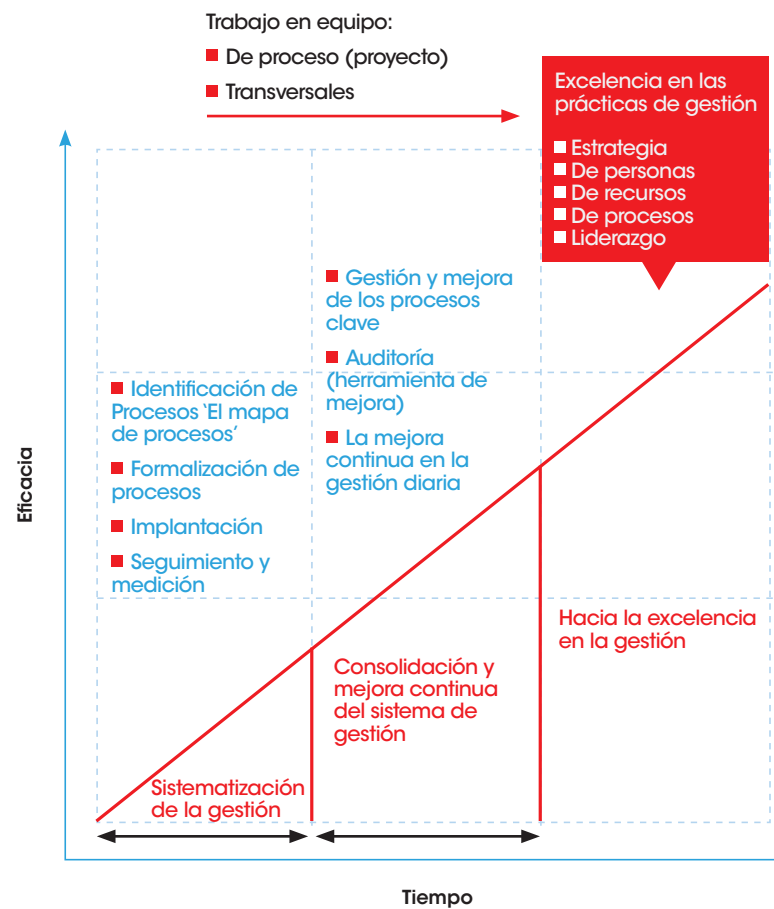 Trabajo en equipo:
De proceso (proyecto)
Transversales
Excelencia en las
prácticas de gestión
Estrategia
De personas
De recursos
De procesos
Liderazgo
Gestión y mejora
de los procesos
clave
Auditoría
(herramienta de
mejora)
La mejora
continua en la
gestión diaria
Identificación de
Procesos ‘El mapa
de procesos’
Formalización de
procesos
Implantación
Seguimiento y
medición
Eficacia
Hacia la excelencia
en la gestión
Consolidación y
mejora continua
del sistema de
gestión
Sistematización
de la gestión
Tiempo